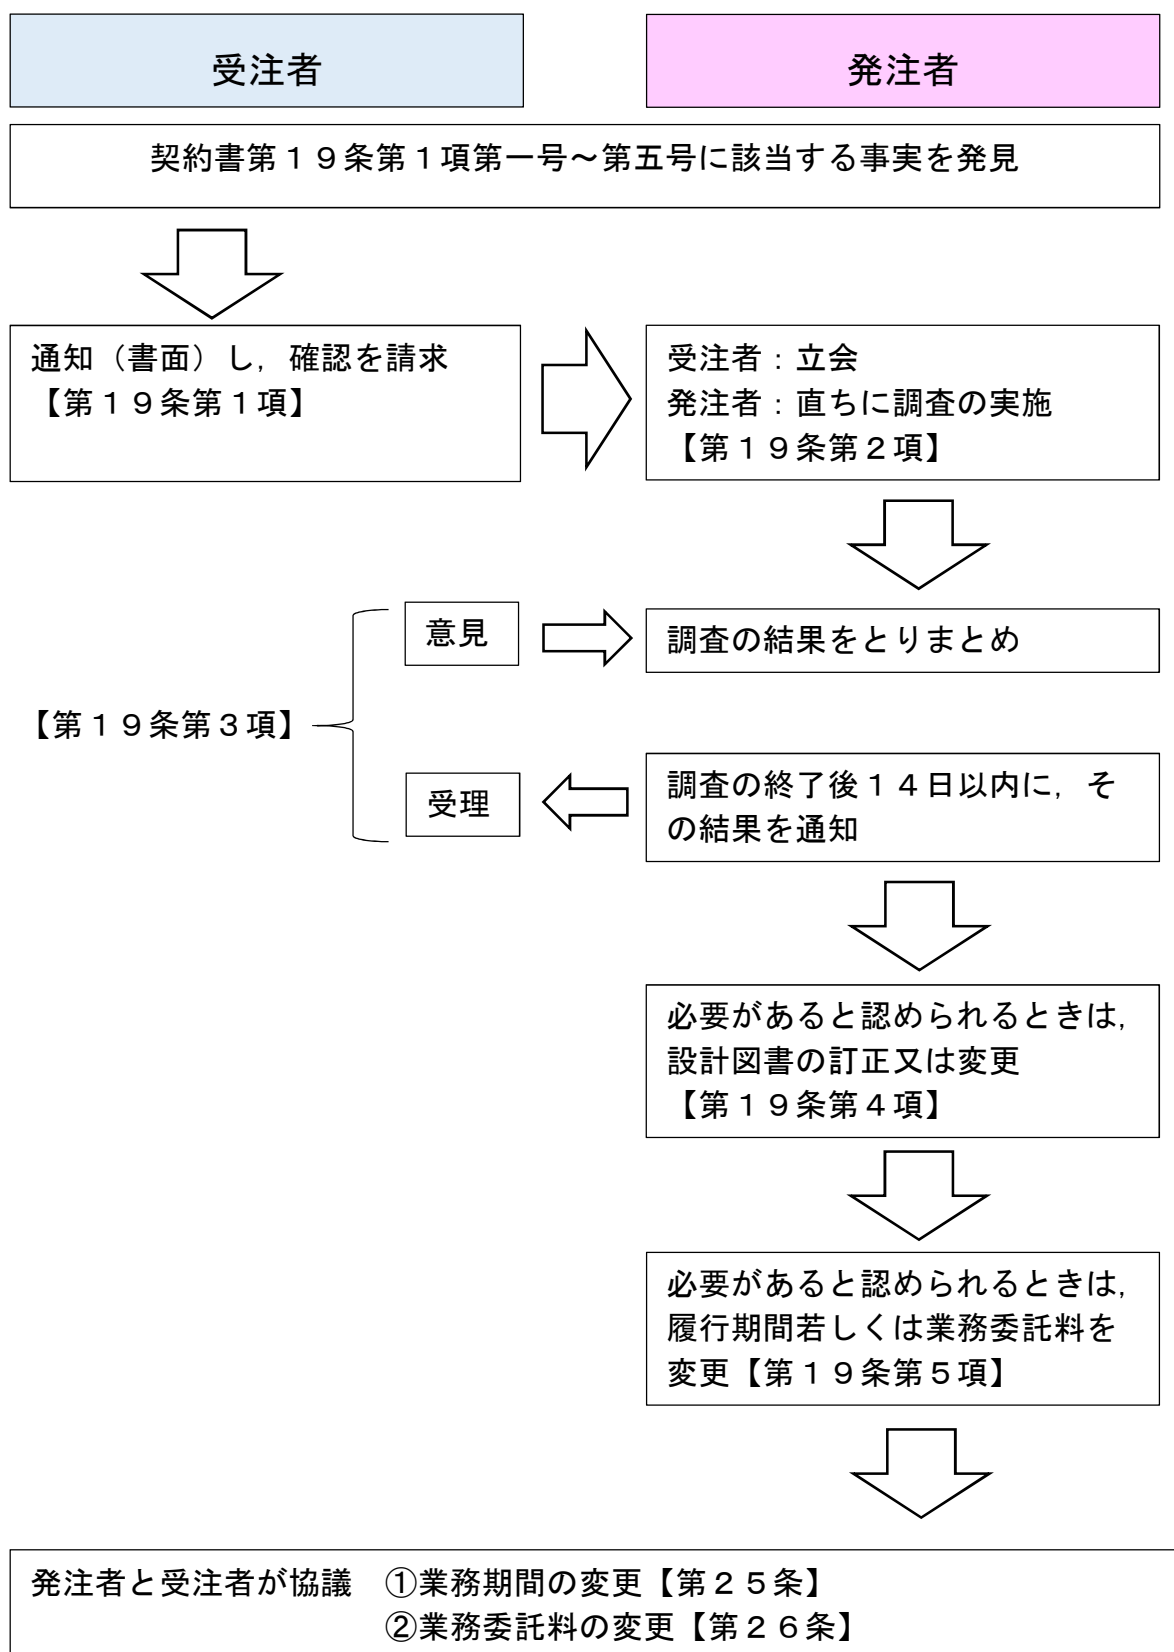 受注者
発注者
契約書第１９条第１項第一号～第五号に該当する事実を発見
通知（書面）し，確認を請求
【第１９条第１項】
受注者：立会
発注者：直ちに調査の実施
【第１９条第２項】
意見
調査の結果をとりまとめ
【第１９条第３項】
受理
調査の終了後１４日以内に，そ
の結果を通知
必要があると認められるときは，
設計図書の訂正又は変更
【第１９条第４項】
必要があると認められるときは，
履行期間若しくは業務委託料を
変更【第１９条第５項】
発注者と受注者が協議　①業務期間の変更【第２５条】
②業務委託料の変更【第２６条】